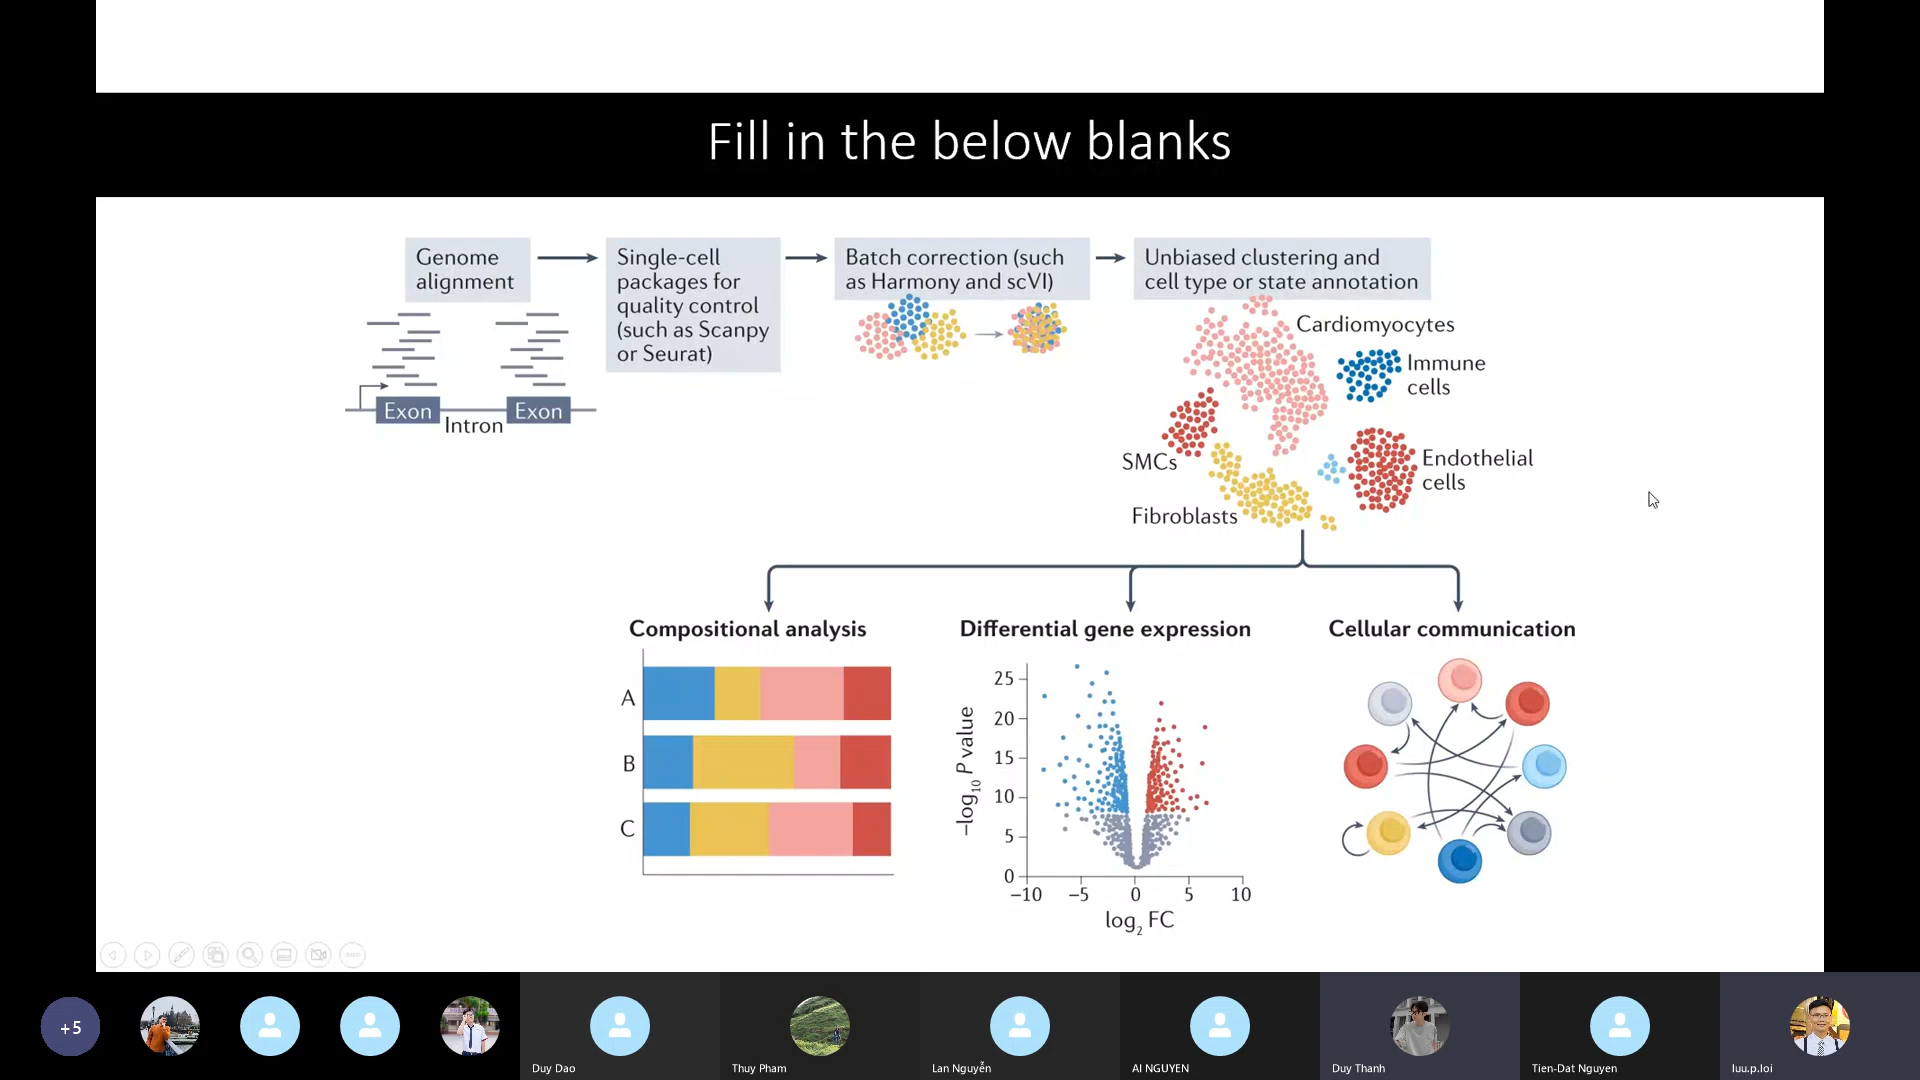 Fill in the below blanks
Genome
alignment
Single-cell
packages for
quality control
(such as Scanpy
or Seurat)
Batch correction (such
as Harmony and scVI)
Unbiased clustering and
cell type or state annotation
Exon
Intron
Exon
Cardiomyocytes
Immune
cells
SMCs
Endothelial
cells
Fibroblasts
Compositional analysis
A
B
C
Differential gene expression
−log10 P value
25
20
15
10
5
0
−10 −5 0 5 10
log2 FC
Cellular communication
+5
Duy Dao
Thuy Pham
Lan Nguyễn
AI NGUYEN
Duy Thanh
Tien-Dat Nguyen
luu.p.loi